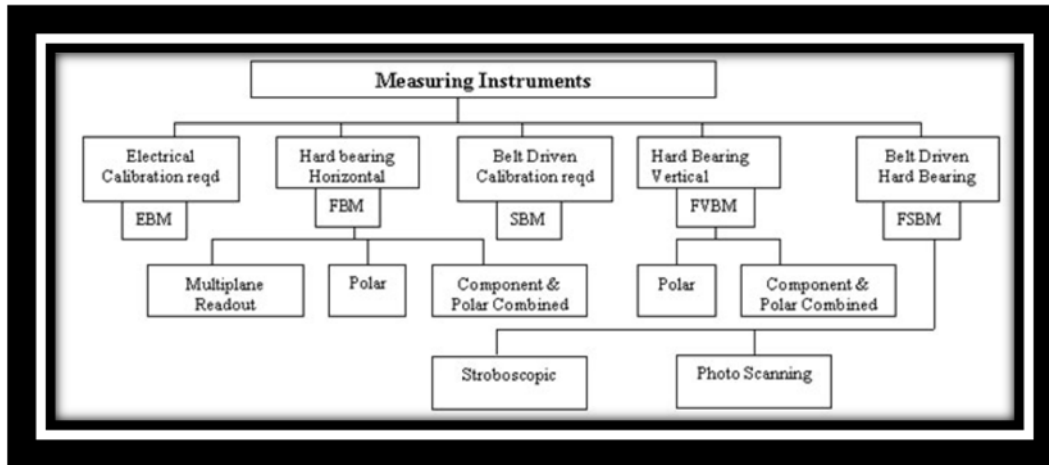 Measuring Instruments
Electrical
Calibration reqd
EBM
Hard bearing
Horizontal
FBM
Belt Driven
Calibration reqd
SBM
Hard Bearing
Vertical
FVBM
Belt Driven
Hard Bearing
FSBM
Multiplane
Readout
Polar
Component &
Polar Combined
Polar
Component &
Polar Combined
Stroboscopic
Photo Scanning